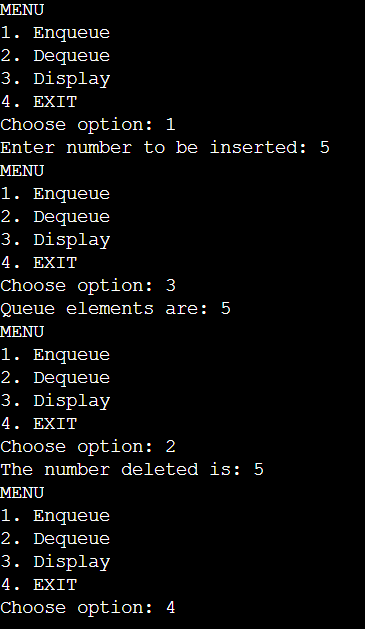 MENU
1. Enqueue
2. Dequeue
3. Display
4. EXIT
Choose option: 1
Enter number to be inserted: 5
MENU
1. Enqueue
2. Dequeue
3. Display
4. EXIT
Choose option: 3
Queue elements are: 5
MENU
1. Enqueue
2. Dequeue
3. Display
4. EXIT
Choose option: 2
The number deleted is: 5
MENU
1. Enqueue
2. Dequeue
3. Display
4. EXIT
Choose option: 4